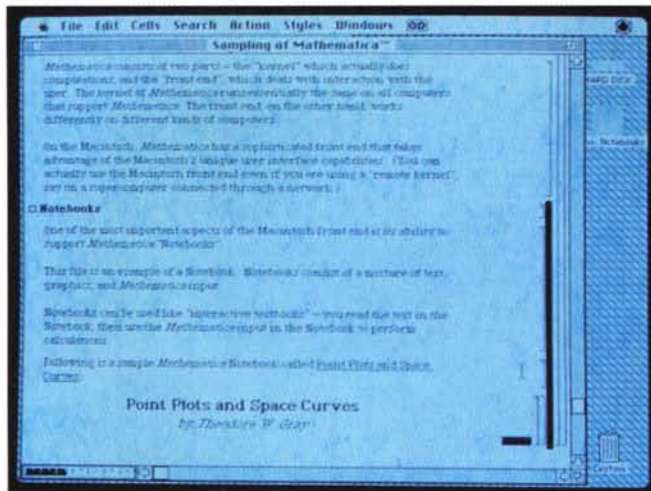 File Edit Cells Search Action Styles Windows
Sampling of Mathematica™
Mathematica consists of two parts – the "kernel" which actually does
computations, and the "front end", which deals with interaction with the
user. The kernel of Mathematica runs essentially the same on all computers
that support Mathematica. The front end, on the other hand, works
differently on different kinds of computers.
On the Macintosh, Mathematica has a sophisticated front end that takes
advantage of the Macintosh's unique user interface capabilities. (You can
actually use the Macintosh front end even if you are using a "remote kernel",
say on a supercomputer connected through a network.)
Notebooks
One of the most important aspects of the Macintosh front end is its ability to
support Mathematica "Notebooks".
This file is an example of a Notebook. Notebooks consist of a mixture of text,
graphics, and Mathematica input.
Notebooks can be used like "interactive textbooks" – you read the text in the
Notebook, then use the Mathematica input in the Notebook to perform
calculations.
Following is a sample Mathematica Notebook called Point Plots and Space
Curves.
Point Plots and Space Curves
by Theodore W. Gray
Notebooks